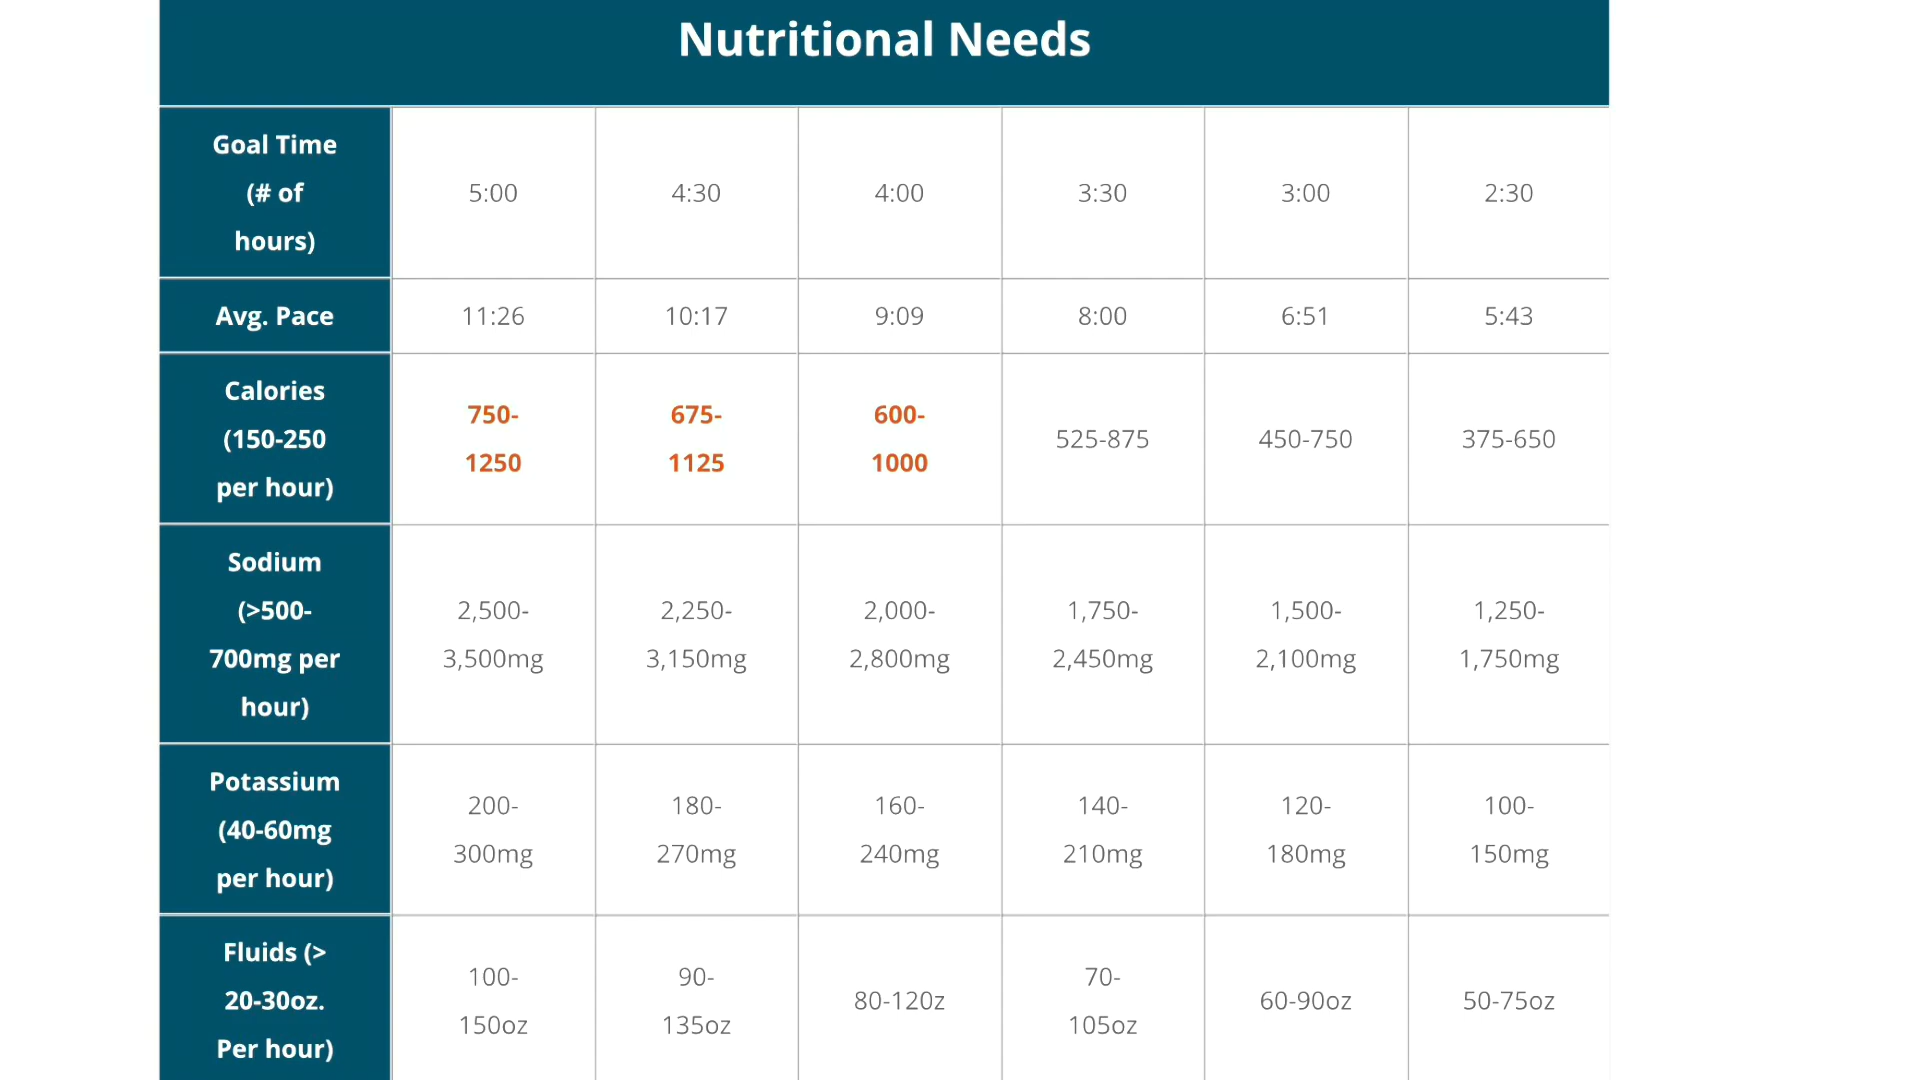 Nutritional Needs
Goal Time
(# of
hours)
5:00
4:30
4:00
3:30
3:00
2:30
Avg. Pace
11:26
10:17
9:09
8:00
6:51
5:43
Calories
(150-250
per hour)
750-
1250
675-
1125
600-
1000
525-875
450-750
375-650
Sodium
(>500-
700mg per
hour)
2,500-
3,500mg
2,250-
3,150mg
2,000-
2,800mg
1,750-
2,450mg
1,500-
2,100mg
1,250-
1,750mg
Potassium
(40-60mg
per hour)
200-
300mg
180-
270mg
160-
240mg
140-
210mg
120-
180mg
100-
150mg
Fluids (>
20-30oz.
Per hour)
100-
150oz
90-
135oz
80-120z
70-
105oz
60-90oz
50-75oz